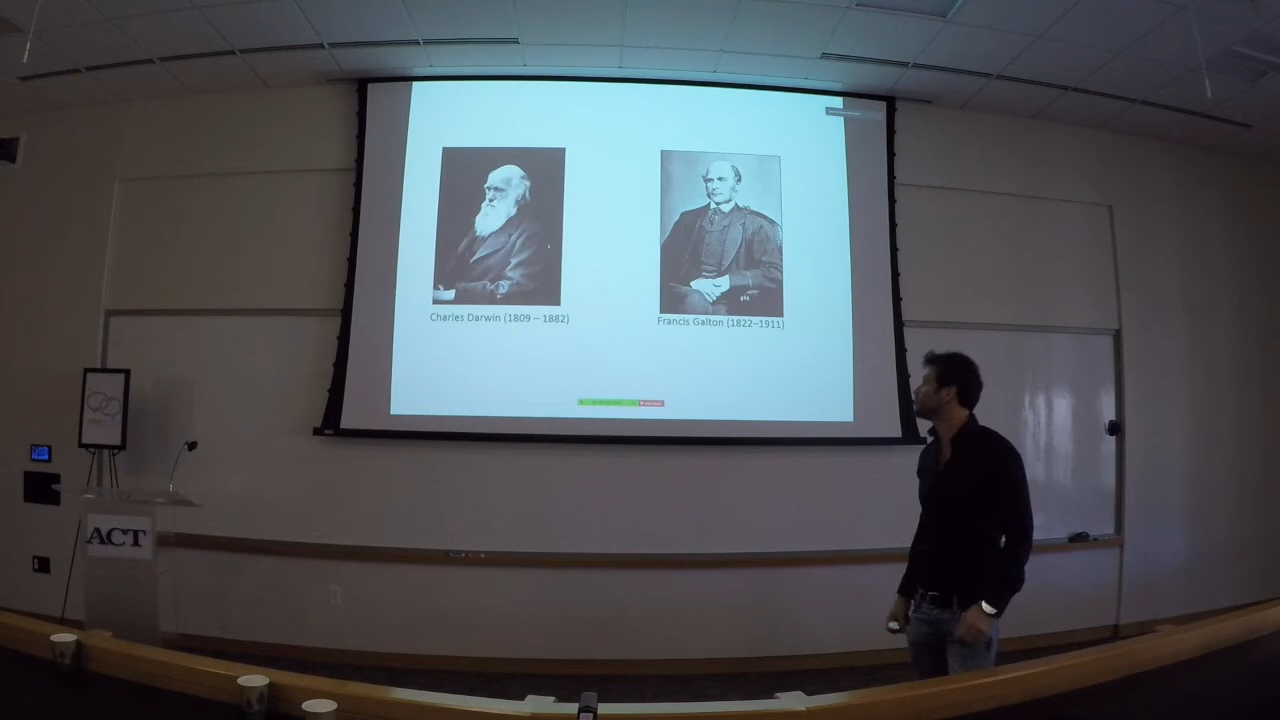 Charles Darwin (1809 – 1882)
Francis Galton (1822–1911)
ACT